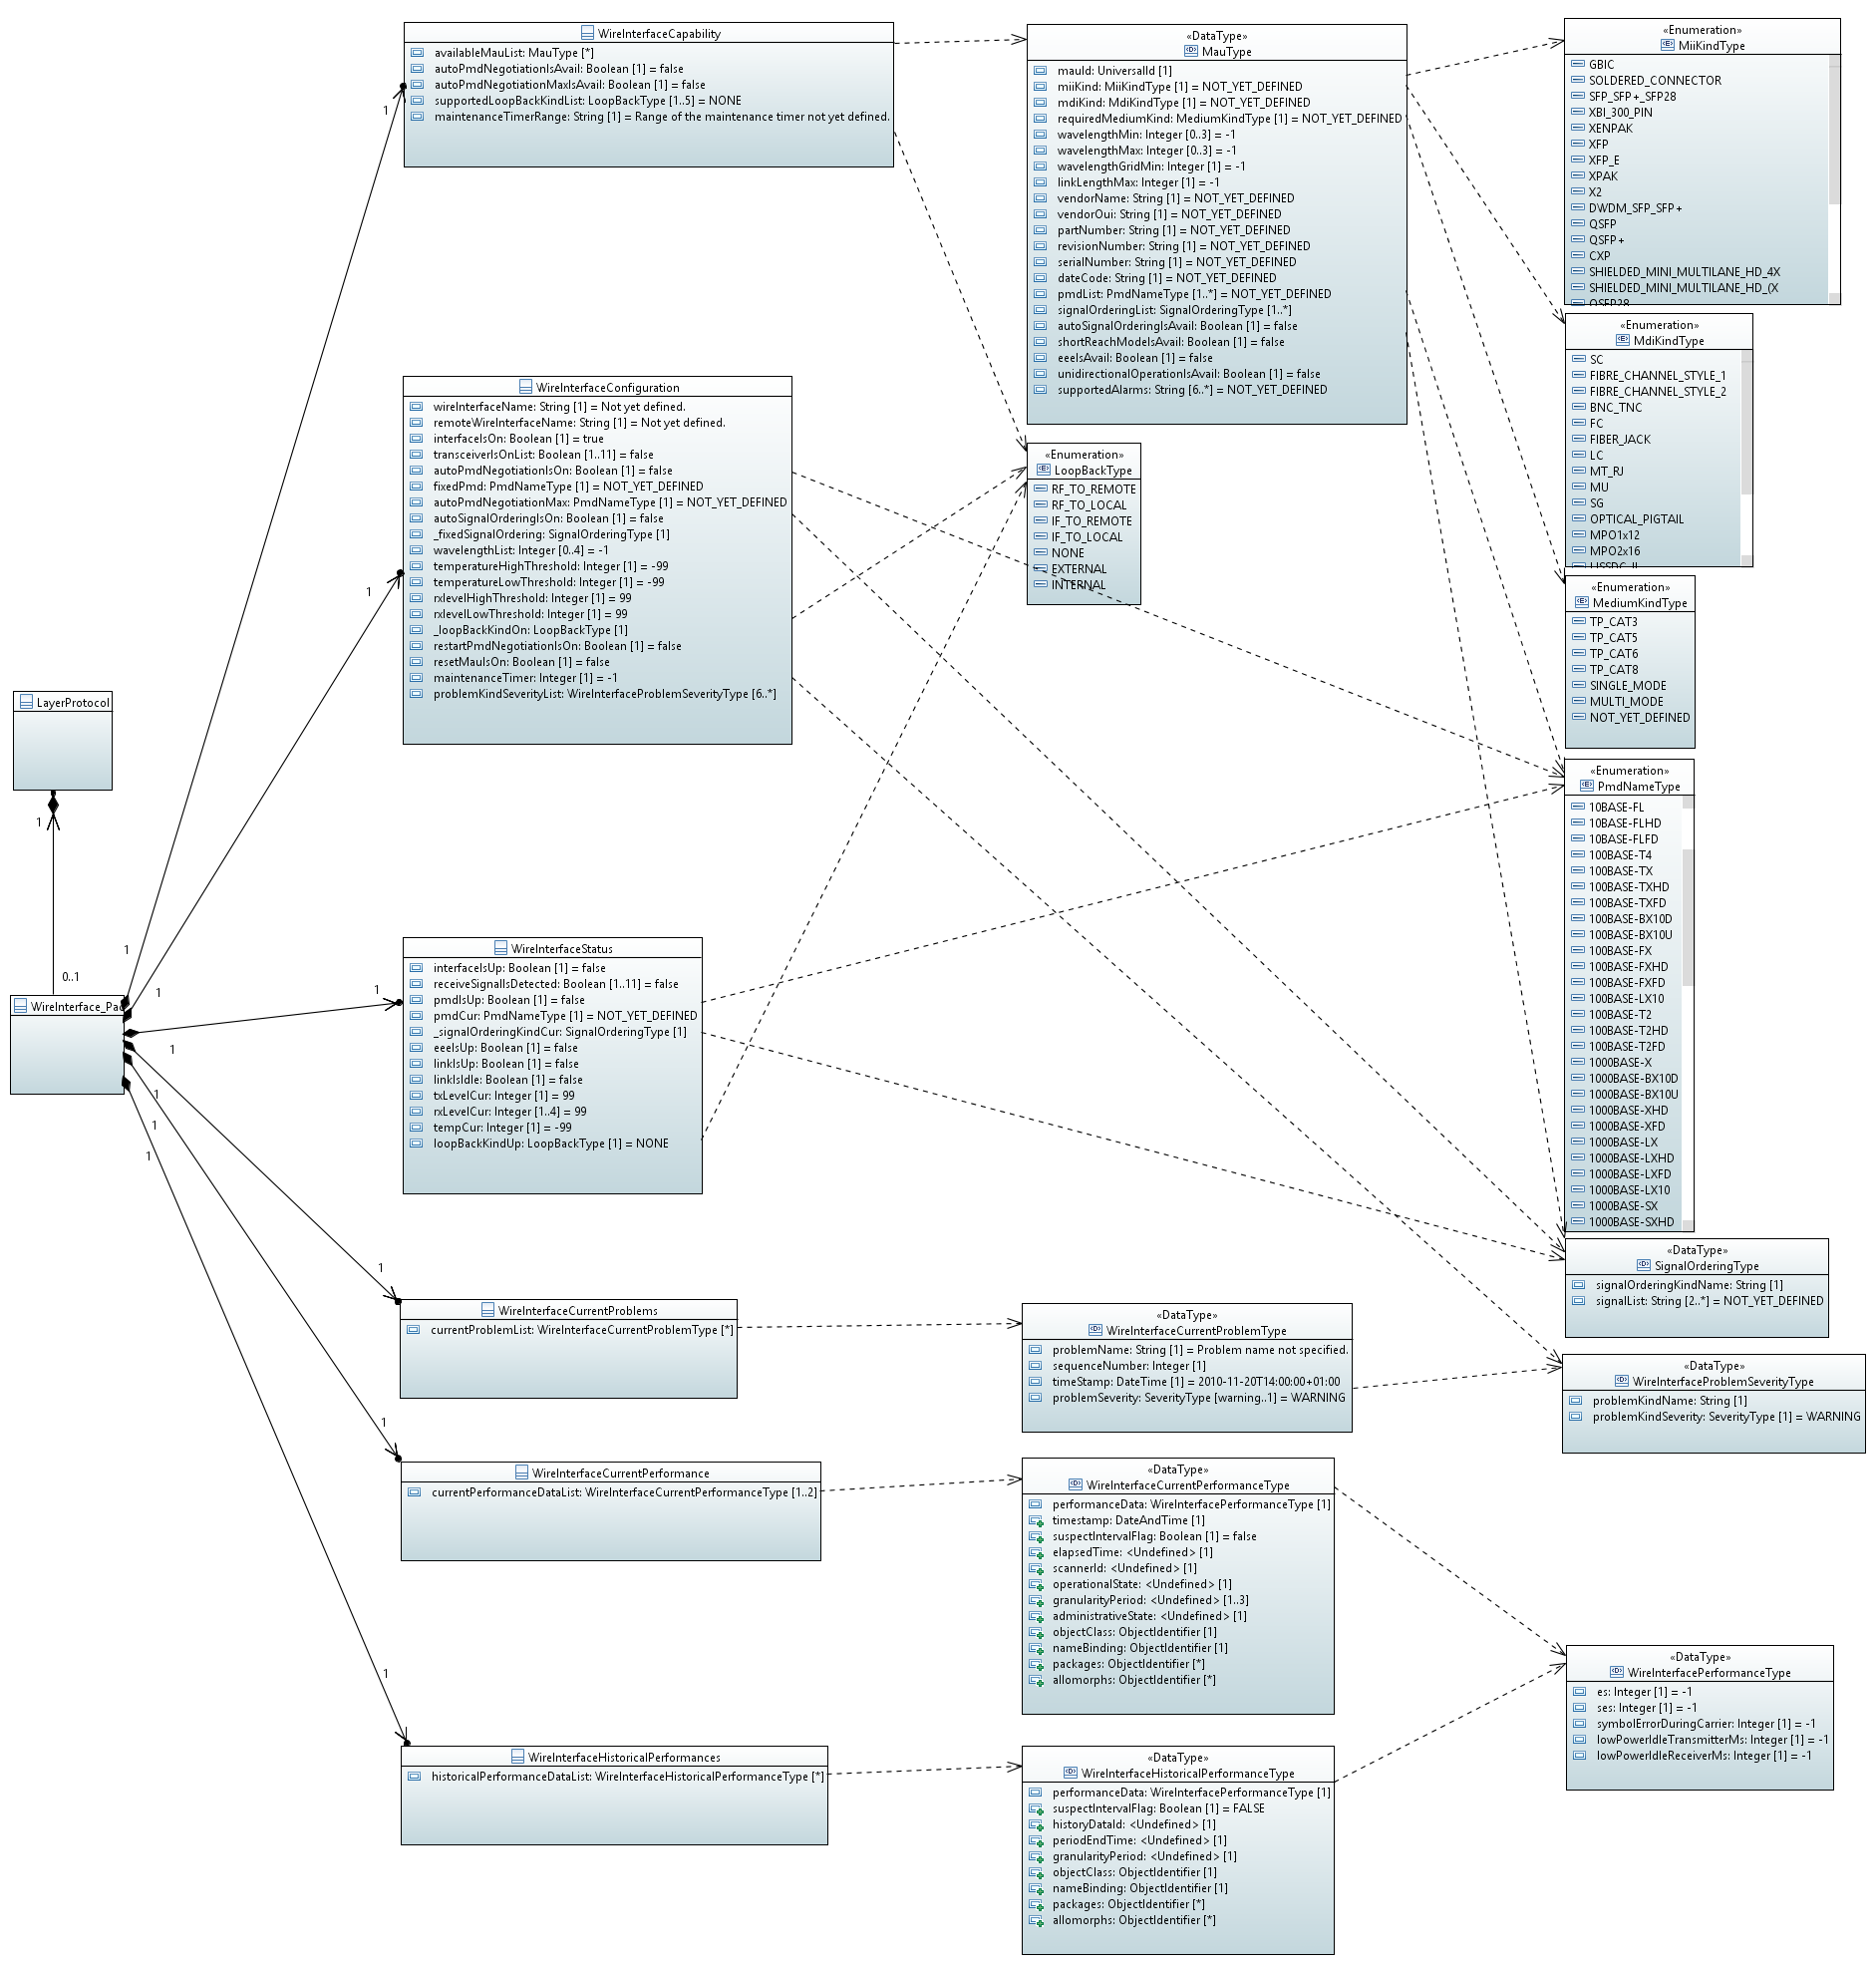 WireInterfaceCapability
availableMauList: MauType [*]
autoPmdNegotiationIsAvail: Boolean [1] = false
autoPmdNegotiationMaxIsAvail: Boolean [1] = false
supportedLoopBackKindList: LoopBackType [1..5] = NONE
maintenanceTimerRange: String [1] = Range of the maintenance timer not yet defined.
1
WireInterfaceConfiguration
wireInterfaceName: String [1] = Not yet defined.
remoteWireInterfaceName: String [1] = Not yet defined.
interfaceIsOn: Boolean [1] = true
transceiverIsOnList: Boolean [1..11] = false
autoPmdNegotiationIsOn: Boolean [1] = false
fixedPmd: PmdNameType [1] = NOT_YET_DEFINED
autoPmdNegotiationMax: PmdNameType [1] = NOT_YET_DEFINED
autoSignalOrderingIsOn: Boolean [1] = false
_fixedSignalOrdering: SignalOrderingType [1]
wavelengthList: Integer [0..4] = -1
temperatureHighThreshold: Integer [1] = -99
temperatureLowThreshold: Integer [1] = -99
rxlevelHighThreshold: Integer [1] = 99
rxlevelLowThreshold: Integer [1] = 99
_loopBackKindOn: LoopBackType [1]
restartPmdNegotiationIsOn: Boolean [1] = false
resetMauIsOn: Boolean [1] = false
maintenanceTimer: Integer [1] = -1
problemKindSeverityList: WireInterfaceProblemSeverityType [6..*]
1
LayerProtocol
1
0..1
WireInterface_Pac
1
1
1
1
1
1
WireInterfaceStatus
interfaceIsUp: Boolean [1] = false
receiveSignalIsDetected: Boolean [1..11] = false
pmdIsUp: Boolean [1] = false
pmdCur: PmdNameType [1] = NOT_YET_DEFINED
_signalOrderingKindCur: SignalOrderingType [1]
eeeIsUp: Boolean [1] = false
linkIsUp: Boolean [1] = false
linkIsIdle: Boolean [1] = false
txLevelCur: Integer [1] = 99
rxLevelCur: Integer [1..4] = 99
tempCur: Integer [1] = -99
loopBackKindUp: LoopBackType [1] = NONE
1
WireInterfaceCurrentProblems
currentProblemList: WireInterfaceCurrentProblemType [*]
1
WireInterfaceCurrentPerformance
currentPerformanceDataList: WireInterfaceCurrentPerformanceType [1..2]
1
WireInterfaceHistoricalPerformances
historicalPerformanceDataList: WireInterfaceHistoricalPerformanceType [*]
1
«DataType»
MauType
mauId: UniversalId [1]
miiKind: MiiKindType [1] = NOT_YET_DEFINED
mdiKind: MdiKindType [1] = NOT_YET_DEFINED
requiredMediumKind: MediumKindType [1] = NOT_YET_DEFINED
wavelengthMin: Integer [0..3] = -1
wavelengthMax: Integer [0..3] = -1
wavelengthGridMin: Integer [1] = -1
linkLengthMax: Integer [1] = -1
vendorName: String [1] = NOT_YET_DEFINED
vendorOui: String [1] = NOT_YET_DEFINED
partNumber: String [1] = NOT_YET_DEFINED
revisionNumber: String [1] = NOT_YET_DEFINED
serialNumber: String [1] = NOT_YET_DEFINED
dateCode: String [1] = NOT_YET_DEFINED
pmdList: PmdNameType [1..*] = NOT_YET_DEFINED
signalOrderingList: SignalOrderingType [1..*]
autoSignalOrderingIsAvail: Boolean [1] = false
shortReachModeIsAvail: Boolean [1] = false
eeeIsAvail: Boolean [1] = false
unidirectionalOperationIsAvail: Boolean [1] = false
supportedAlarms: String [6..*] = NOT_YET_DEFINED
«Enumeration»
LoopBackType
RF_TO_REMOTE
RF_TO_LOCAL
IF_TO_REMOTE
IF_TO_LOCAL
NONE
EXTERNAL
INTERNAL
«DataType»
WireInterfaceCurrentProblemType
problemName: String [1] = Problem name not specified.
sequenceNumber: Integer [1]
timeStamp: DateTime [1] = 2010-11-20T14:00:00+01:00
problemSeverity: SeverityType [warning..1] = WARNING
«DataType»
WireInterfaceCurrentPerformanceType
performanceData: WireInterfacePerformanceType [1]
timestamp: DateAndTime [1]
suspectIntervalFlag: Boolean [1] = false
elapsedTime: <Undefined> [1]
scannerId: <Undefined> [1]
operationalState: <Undefined> [1]
granularityPeriod: <Undefined> [1..3]
administrativeState: <Undefined> [1]
objectClass: ObjectIdentifier [1]
nameBinding: ObjectIdentifier [1]
packages: ObjectIdentifier [*]
allomorphs: ObjectIdentifier [*]
«DataType»
WireInterfaceHistoricalPerformanceType
performanceData: WireInterfacePerformanceType [1]
suspectIntervalFlag: Boolean [1] = FALSE
historyDataId: <Undefined> [1]
periodEndTime: <Undefined> [1]
granularityPeriod: <Undefined> [1]
objectClass: ObjectIdentifier [1]
nameBinding: ObjectIdentifier [1]
packages: ObjectIdentifier [*]
allomorphs: ObjectIdentifier [*]
«Enumeration»
MiiKindType
GBIC
SOLDERED_CONNECTOR
SFP_SFP+_SFP28
XBI_300_PIN
XENPAK
XFP
XFP_E
XPAK
X2
DWDM_SFP_SFP+
QSFP
QSFP+
CXP
SHIELDED_MINI_MULTILANE_HD_4X
SHIELDED_MINI_MULTILANE_HD_(X
QSFP28
«Enumeration»
MdiKindType
SC
FIBRE_CHANNEL_STYLE_1
FIBRE_CHANNEL_STYLE_2
BNC_TNC
FC
FIBER_JACK
LC
MT_RJ
MU
SG
OPTICAL_PIGTAIL
MPO1x12
MPO2x16
«Enumeration»
MediumKindType
TP_CAT3
TP_CAT5
TP_CAT6
TP_CAT8
SINGLE_MODE
MULTI_MODE
NOT_YET_DEFINED
«Enumeration»
PmdNameType
10BASE-FL
10BASE-FLHD
10BASE-FLFD
100BASE-T4
100BASE-TX
100BASE-TXHD
100BASE-TXFD
100BASE-BX10D
100BASE-BX10U
100BASE-FX
100BASE-FXHD
100BASE-FXFD
100BASE-LX10
100BASE-T2
100BASE-T2HD
100BASE-T2FD
1000BASE-X
1000BASE-BX10D
1000BASE-BX10U
1000BASE-XHD
1000BASE-XFD
1000BASE-LX
1000BASE-LXHD
1000BASE-LXFD
1000BASE-LX10
1000BASE-SX
1000BASE-SXHD
«DataType»
SignalOrderingType
signalOrderingKindName: String [1]
signalList: String [2..*] = NOT_YET_DEFINED
«DataType»
WireInterfaceProblemSeverityType
problemKindName: String [1]
problemKindSeverity: SeverityType [1] = WARNING
«DataType»
WireInterfacePerformanceType
es: Integer [1] = -1
ses: Integer [1] = -1
symbolErrorDuringCarrier: Integer [1] = -1
lowPowerIdleTransmitterMs: Integer [1] = -1
lowPowerIdleReceiverMs: Integer [1] = -1